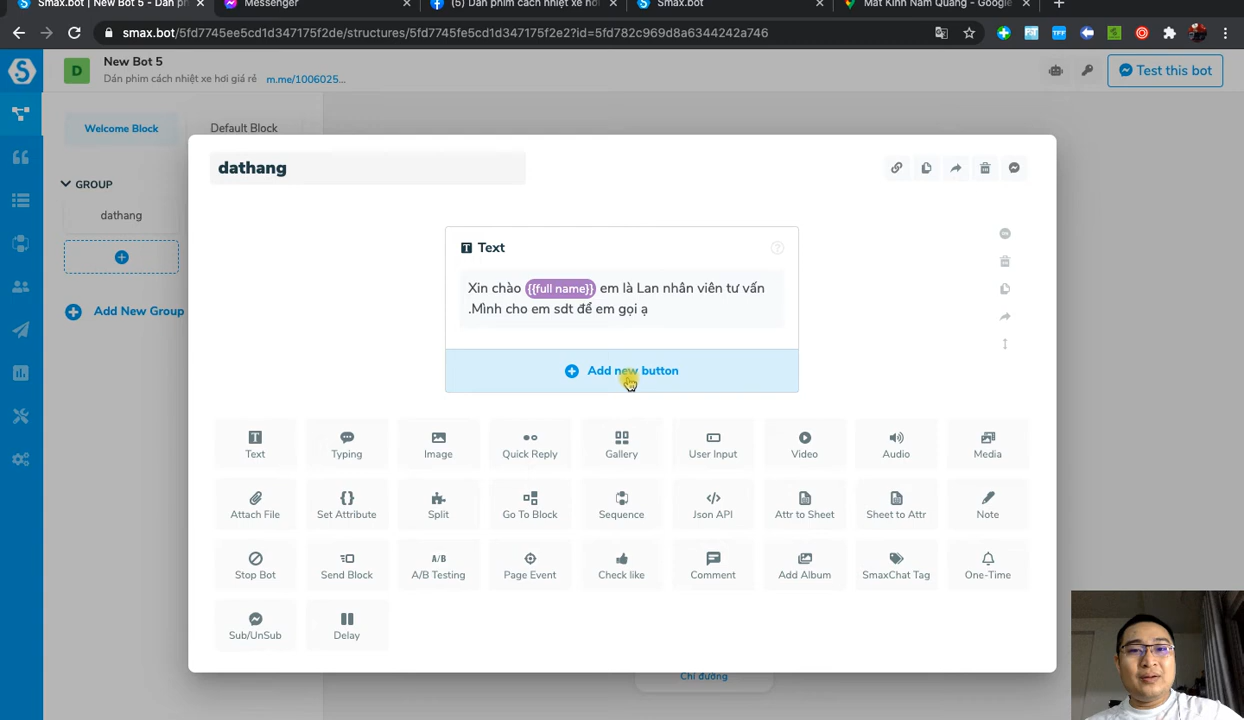 Smax.bot | New Bot 5 - Dán ph
Messenger
(5) Dán phim cách nhiệt xe hơi
Smax.bot
Mắt Kính Nam Quang - Google
smax.bot/5fd7745ee5cd1d347175f2de/structures/5fd7745fe5cd1d347175f2e2?id=5fd782c969d8a6344242a746
D
New Bot 5
Dán phim cách nhiệt xe hơi giá rẻ
m.me/1006025...
Test this bot
Welcome Block
Default Block
GROUP
dathang
Add New Group
dathang
Text
Xin chào {{full name}} em là Lan nhân viên tư vấn
.Mình cho em sdt để em gọi ạ
Add new button
Text
Typing
Image
Quick Reply
Gallery
User Input
Video
Audio
Media
Attach File
Set Attribute
Split
Go To Block
Sequence
Json API
Attr to Sheet
Sheet to Attr
Note
Stop Bot
Send Block
A/B Testing
Page Event
Check like
Comment
Add Album
SmaxChat Tag
One-Time
Sub/UnSub
Delay
Chỉ đường